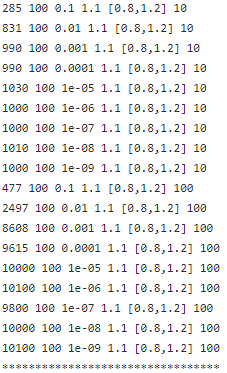 285 100 0.1 1.1 [0.8,1.2] 10
831 100 0.01 1.1 [0.8,1.2] 10
990 100 0.001 1.1 [0.8,1.2] 10
990 100 0.0001 1.1 [0.8,1.2] 10
1030 100 1e-05 1.1 [0.8,1.2] 10
1000 100 1e-06 1.1 [0.8,1.2] 10
1000 100 1e-07 1.1 [0.8,1.2] 10
1010 100 1e-08 1.1 [0.8,1.2] 10
1000 100 1e-09 1.1 [0.8,1.2] 10
477 100 0.1 1.1 [0.8,1.2] 100
2497 100 0.01 1.1 [0.8,1.2] 100
8608 100 0.001 1.1 [0.8,1.2] 100
9615 100 0.0001 1.1 [0.8,1.2] 100
10000 100 1e-05 1.1 [0.8,1.2] 100
10100 100 1e-06 1.1 [0.8,1.2] 100
9800 100 1e-07 1.1 [0.8,1.2] 100
10000 100 1e-08 1.1 [0.8,1.2] 100
10100 100 1e-09 1.1 [0.8,1.2] 100
*********************************